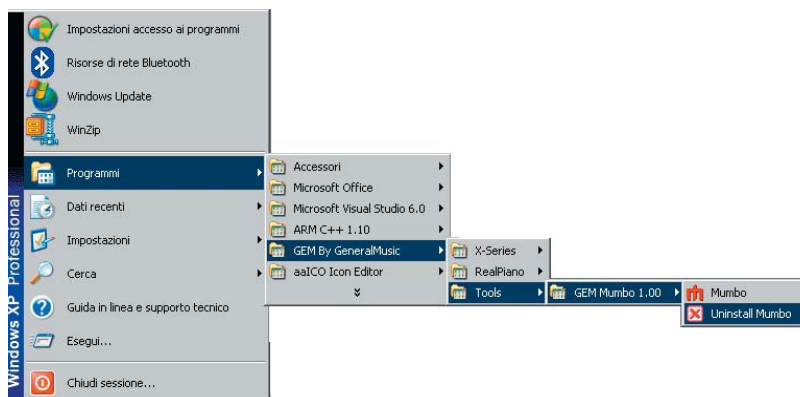 Impostazioni accesso ai programmi
Risorse di rete Bluetooth
Windows Update
WinZip
Programmi
Dati recenti
Impostazioni
Cerca
Guida in linea e supporto tecnico
Esegui...
Chiudi sessione...
Windows XP Professional
Accessori
Microsoft Office
Microsoft Visual Studio 6.0
ARM C++ 1.10
GEM By GeneralMusic
aaICO Icon Editor
X-Series
RealPiano
Tools
GEM Mumbo 1.00
Mumbo
Uninstall Mumbo